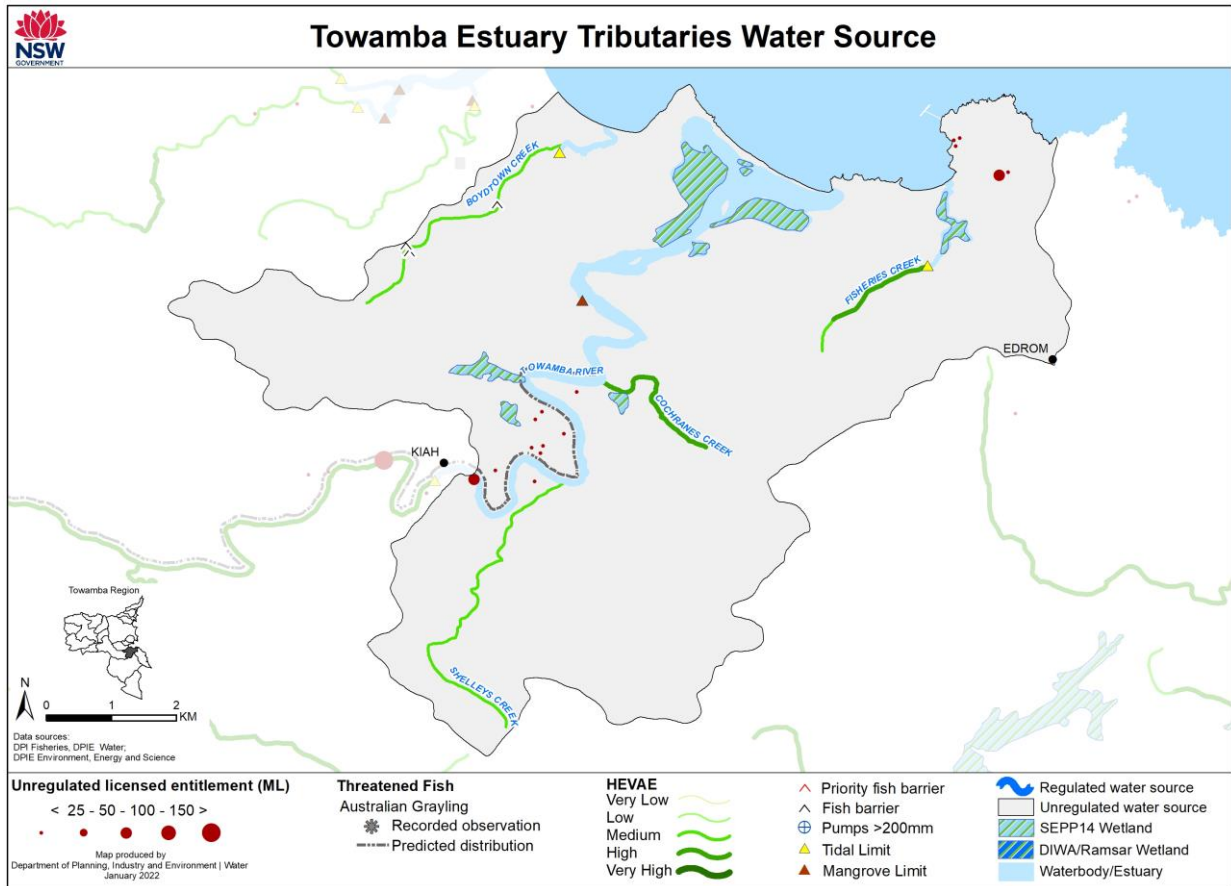 NSW
GOVERNMENT
Towamba Estuary Tributaries Water Source
BOYDTOWN CREEK
FISHERIES CREEK
EDROM
TOWAMBA RIVER
COCHRANES CREEK
KIAH
SHELLEYS CREEK
Towamba Region
N
0 1 2
KM
Data sources:
DPI Fisheries, DPIE Water;
DPIE Environment, Energy and Science
Unregulated licensed entitlement (ML)
< 25 - 50 - 100 - 150 >
Map produced by
Department of Planning, Industry and Environment | Water
January 2022
Threatened Fish
Australian Grayling
Recorded observation
Predicted distribution
HEVAE
Very Low
Low
Medium
High
Very High
Priority fish barrier
Fish barrier
Pumps >200mm
Tidal Limit
Mangrove Limit
Regulated water source
Unregulated water source
SEPP14 Wetland
DIWA/Ramsar Wetland
Waterbody/Estuary